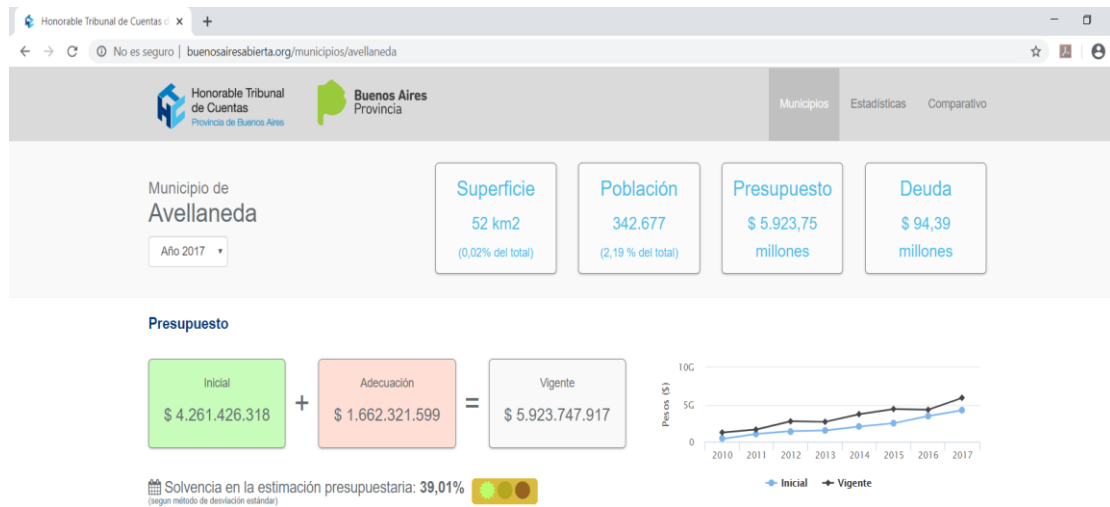 Honorable Tribunal de Cuentas d
No es seguro | buenosairesabierta.org/municipios/avellaneda
Honorable Tribunal
de Cuentas
Provincia de Buenos Aires
Buenos Aires
Provincia
Municipios Estadísticas Comparativo
Municipio de
Avellaneda
Año 2017
Superficie
52 km2
(0,02% del total)
Población
342.677
(2,19 % del total)
Presupuesto
$ 5.923,75
millones
Deuda
$ 94,39
millones
Presupuesto
Inicial
$ 4.261.426.318
+
Adecuación
$ 1.662.321.599
=
Vigente
$ 5.923.747.917
Pesos ($)
10G
5G
0
2010 2011 2012 2013 2014 2015 2016 2017
Inicial Vigente
Solvencia en la estimación presupuestaria: 39,01%
(segun método de desviación estándar)